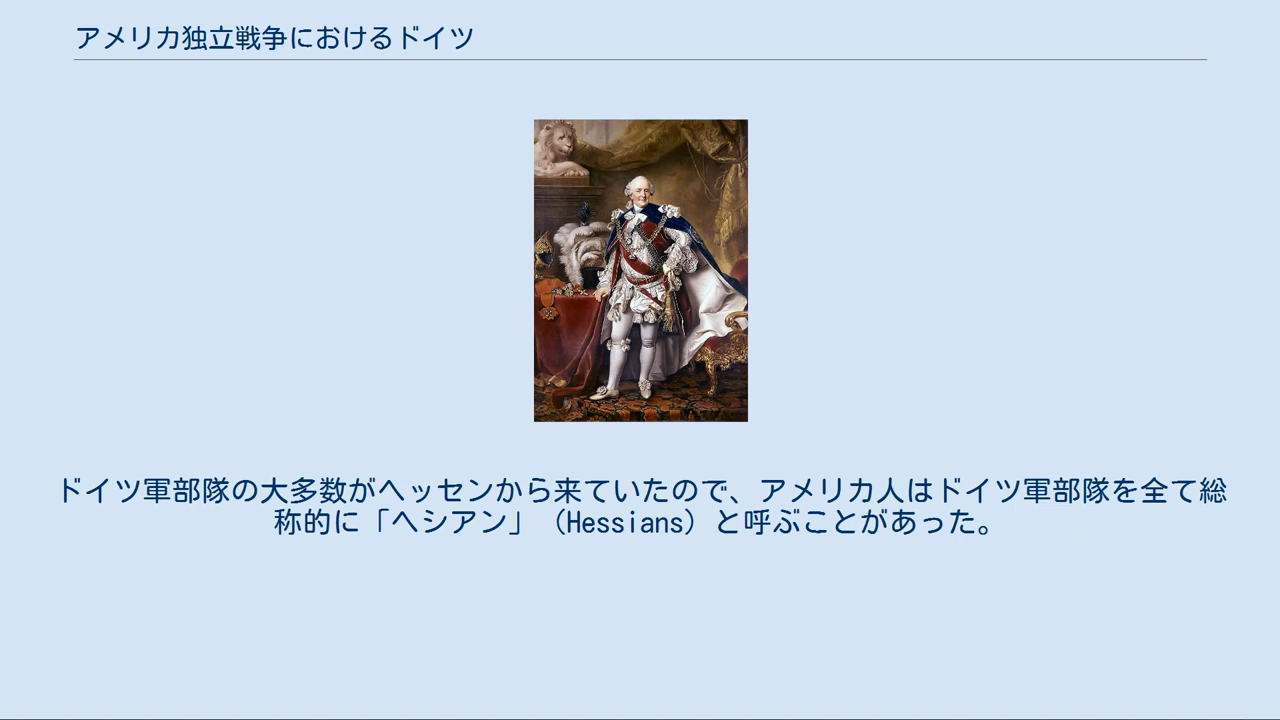 アメリカ独立戦争におけるドイツ
ドイツ軍部隊の大多数がヘッセンから来ていたので、アメリカ人はドイツ軍部隊を全て総
称的に「ヘシアン」（Hessians）と呼ぶことがあった。